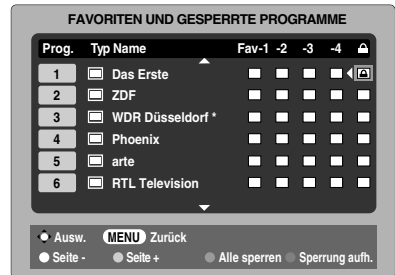 FAVORITEN UND GESPERRTE PROGRAMME
Prog. Typ Name Fav-1 -2 -3 -4
1 Das Erste
2 ZDF
3 WDR Düsseldorf *
4 Phoenix
5 arte
6 RTL Television
Ausw. MENU Zurück
Seite - Seite + Alle sperren Sperrung aufh.